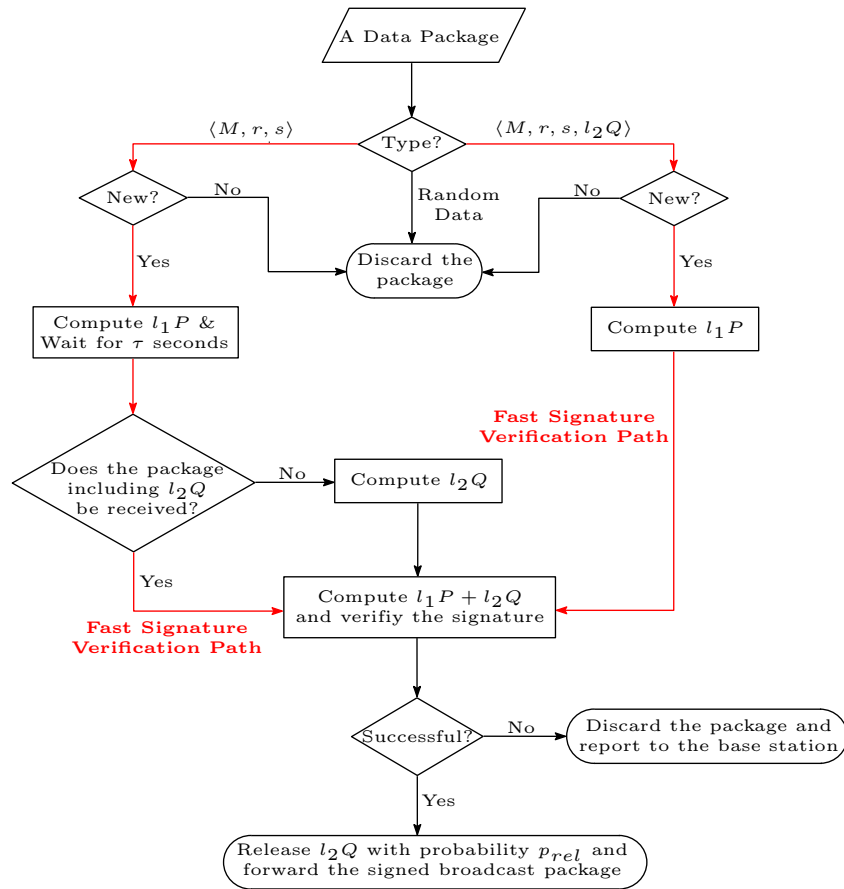 A Data Package
⟨M, r, s⟩
Type?
⟨M, r, s, l₂Q⟩
New?
No
Random
Data
No
New?
Yes
Discard the
package
Yes
Compute l₁P &
Wait for τ seconds
Compute l₁P
Fast Signature
Verification Path
Does the package
including l₂Q
be received?
No
Compute l₂Q
Yes
Compute l₁P + l₂Q
and verifiy the signature
Fast Signature
Verification Path
Successful?
No
Discard the package and
report to the base station
Yes
Release l₂Q with probability p_rel and
forward the signed broadcast package